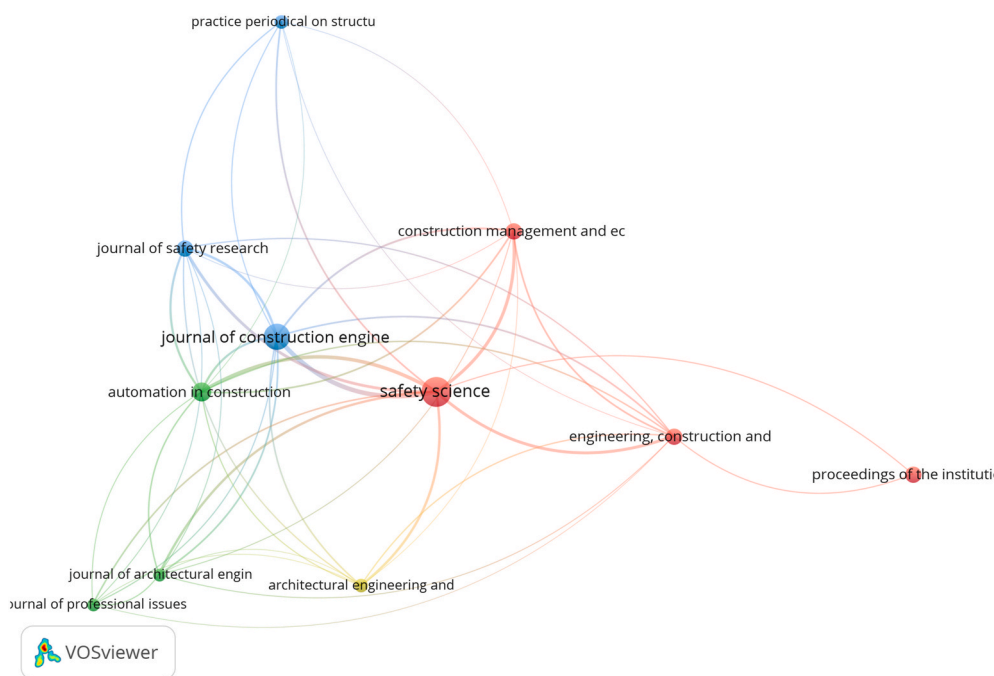 practice periodical on structu
construction management and ec
journal of safety research
journal of construction engine
automation in construction
safety science
engineering, construction and
proceedings of the instituti
journal of architectural engin
architectural engineering and
ournal of professional issues
VOSviewer